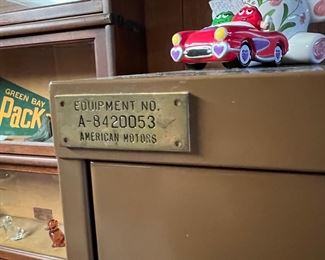 GREEN BAY
Pack
EQUIPMENT NO.
A-8420053
AMERICAN MOTORS